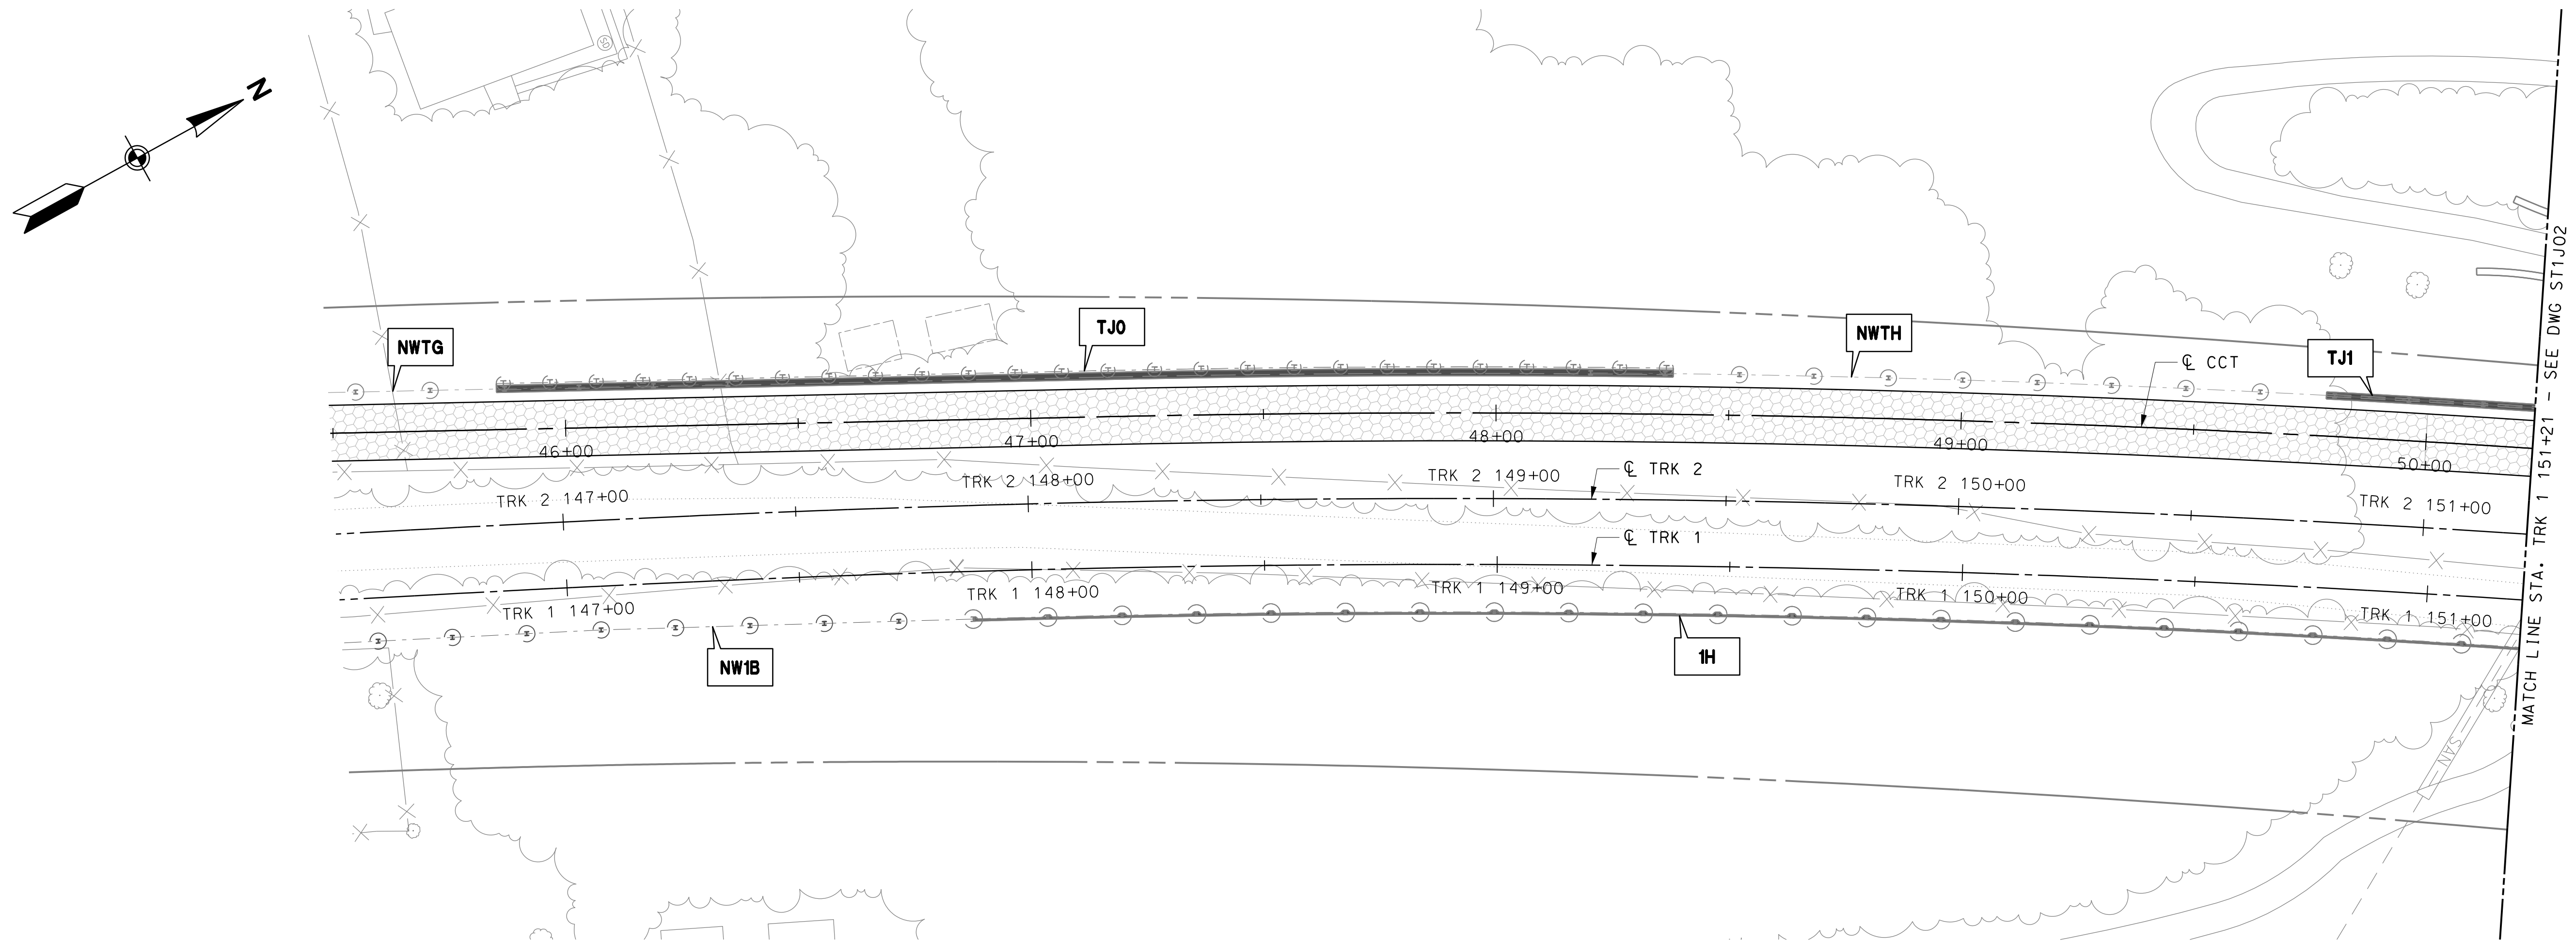 N
SD
NWTG
TJ0
NWTH
℄ CCT
TJ1
46+00
47+00
48+00
49+00
50+00
TRK 2 147+00
TRK 2 148+00
TRK 2 149+00
℄ TRK 2
TRK 2 150+00
TRK 2 151+00
℄ TRK 1
TRK 1 147+00
TRK 1 148+00
TRK 1 149+00
TRK 1 150+00
TRK 1 151+00
NW1B
1H
SAN
MATCH LINE STA. TRK 1 151+21 - SEE DWG ST1J02